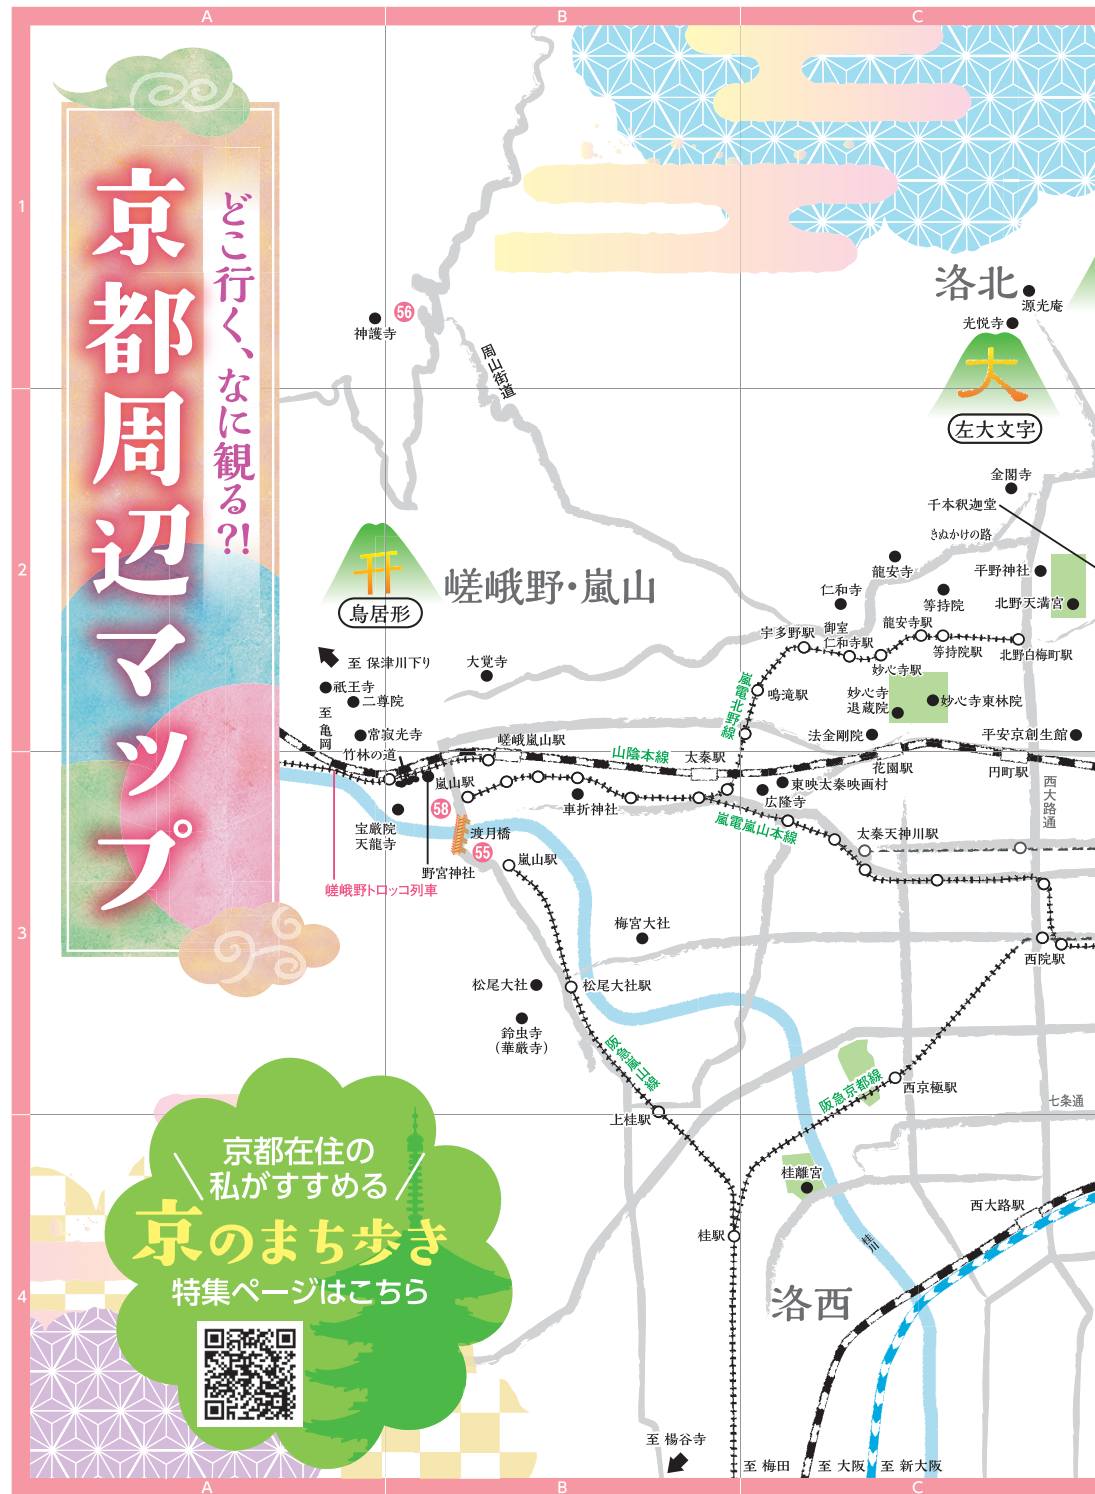 A
B
C
1
2
3
4
京都周辺マップ
どこ行く、なに観る?!
洛北
源光庵
光悦寺
左大文字
56
神護寺
周山街道
金閣寺
千本釈迦堂
きぬかけの路
龍安寺
平野神社
北野天満宮
仁和寺
等持院
鳥居形
嵯峨野・嵐山
宇多野駅
御室
仁和寺駅
龍安寺駅
等持院駅
北野白梅町駅
妙心寺駅
至 保津川下り
大覚寺
祇王寺
二尊院
至 亀岡
常寂光寺
竹林の道
嵐電北野線
鳴滝駅
妙心寺
退蔵院
妙心寺東林院
法金剛院
平安京創生館
嵯峨嵐山駅
山陰本線
太秦駅
花園駅
円町駅
西大路通
嵐山駅
58
車折神社
東映太秦映画村
広隆寺
嵐電嵐山本線
太秦天神川駅
宝厳院
天龍寺
渡月橋
55
嵐山駅
野宮神社
嵯峨野トロッコ列車
梅宮大社
西院駅
松尾大社
松尾大社駅
鈴虫寺
(華厳寺)
阪急嵐山線
阪急京都線
西京極駅
七条通
上桂駅
桂離宮
西大路駅
桂駅
桂川
洛西
京都在住の
私がすすめる
京のまち歩き
特集ページはこちら
至 楊谷寺
至 梅田
至 大阪
至 新大阪
A
B
C